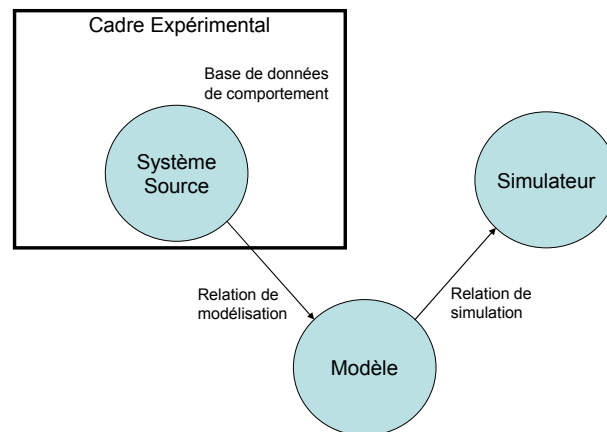 Cadre Expérimental
Base de données
de comportement
Système
Source
Simulateur
Relation de
modélisation
Relation de
simulation
Modèle